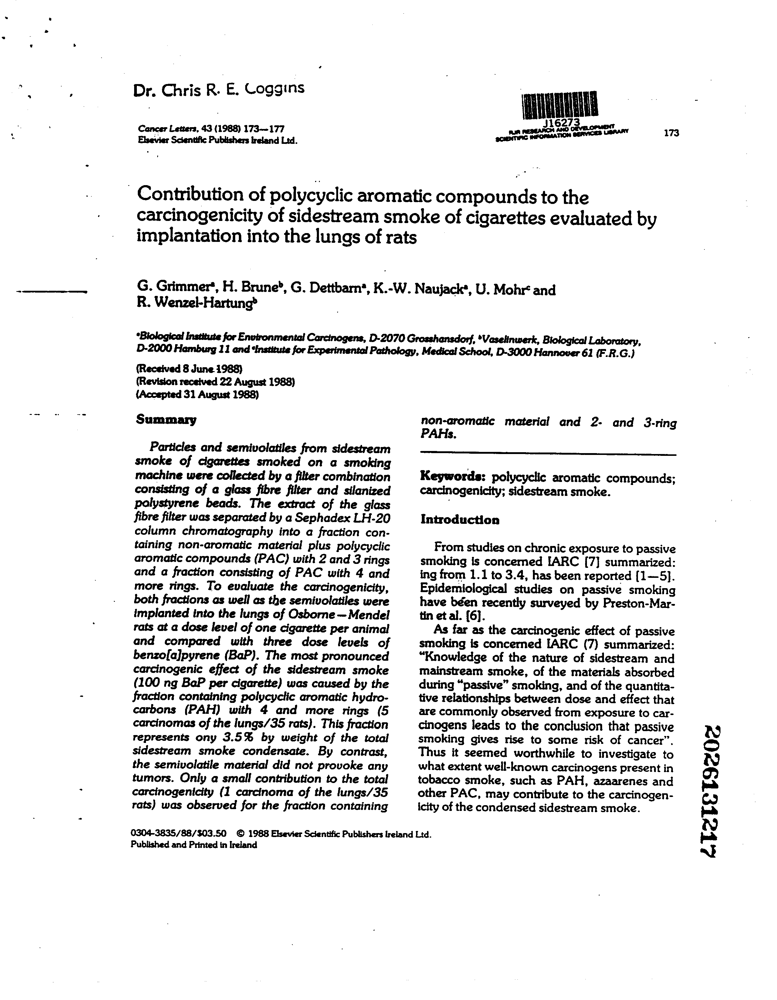 Dr. Chris R. E. Coggins
Cancer Letters, 43 (1988) 173—177
Elsevier Scientific Publishers Ireland Ltd.
J16273
RJR RESEARCH AND DEVELOPMENT
SCIENTIFIC INFORMATION SERVICES LIBRARY
173
Contribution of polycyclic aromatic compounds to the
carcinogenicity of sidestream smoke of cigarettes evaluated by
implantation into the lungs of rats
G. Grimmerᵃ, H. Bruneᵇ, G. Dettbarnᵃ, K.-W. Naujackᵃ, U. Mohrᶜ and
R. Wenzel-Hartungᵇ
ᵃBiological Institute for Environmental Carcinogens, D-2070 Grosshansdorf, ᵇVaselinwerk, Biological Laboratory,
D-2000 Hamburg 11 and ᶜInstitute for Experimental Pathology, Medical School, D-3000 Hannover 61 (F.R.G.)
(Received 8 June 1988)
(Revision received 22 August 1988)
(Accepted 31 August 1988)
Summary
Particles and semivolatiles from sidestream
smoke of cigarettes smoked on a smoking
machine were collected by a filter combination
consisting of a glass fibre filter and silanized
polystyrene beads. The extract of the glass
fibre filter was separated by a Sephadex LH-20
column chromatography into a fraction con-
taining non-aromatic material plus polycyclic
aromatic compounds (PAC) with 2 and 3 rings
and a fraction consisting of PAC with 4 and
more rings. To evaluate the carcinogenicity,
both fractions as well as the semivolatiles were
implanted into the lungs of Osborne—Mendel
rats at a dose level of one cigarette per animal
and compared with three dose levels of
benzo[a]pyrene (BaP). The most pronounced
carcinogenic effect of the sidestream smoke
(100 ng BaP per cigarette) was caused by the
fraction containing polycyclic aromatic hydro-
carbons (PAH) with 4 and more rings (5
carcinomas of the lungs/35 rats). This fraction
represents ony 3.5% by weight of the total
sidestream smoke condensate. By contrast,
the semivolatile material did not provoke any
tumors. Only a small contribution to the total
carcinogenicity (1 carcinoma of the lungs/35
rats) was observed for the fraction containing
non-aromatic material and 2- and 3-ring
PAHs.
Keywords: polycyclic aromatic compounds;
carcinogenicity; sidestream smoke.
Introduction
From studies on chronic exposure to passive
smoking is concerned IARC [7] summarized:
ing from 1.1 to 3.4, has been reported [1—5].
Epidemiological studies on passive smoking
have been recently surveyed by Preston-Mar-
tin et al. [6].
As far as the carcinogenic effect of passive
smoking is concerned IARC (7) summarized:
"Knowledge of the nature of sidestream and
mainstream smoke, of the materials absorbed
during "passive" smoking, and of the quantita-
tive relationships between dose and effect that
are commonly observed from exposure to car-
cinogens leads to the conclusion that passive
smoking gives rise to some risk of cancer".
Thus it seemed worthwhile to investigate to
what extent well-known carcinogens present in
tobacco smoke, such as PAH, azaarenes and
other PAC, may contribute to the carcinogen-
icity of the condensed sidestream smoke.
0304-3835/88/$03.50 © 1988 Elsevier Scientific Publishers Ireland Ltd.
Published and Printed in Ireland
2026131217